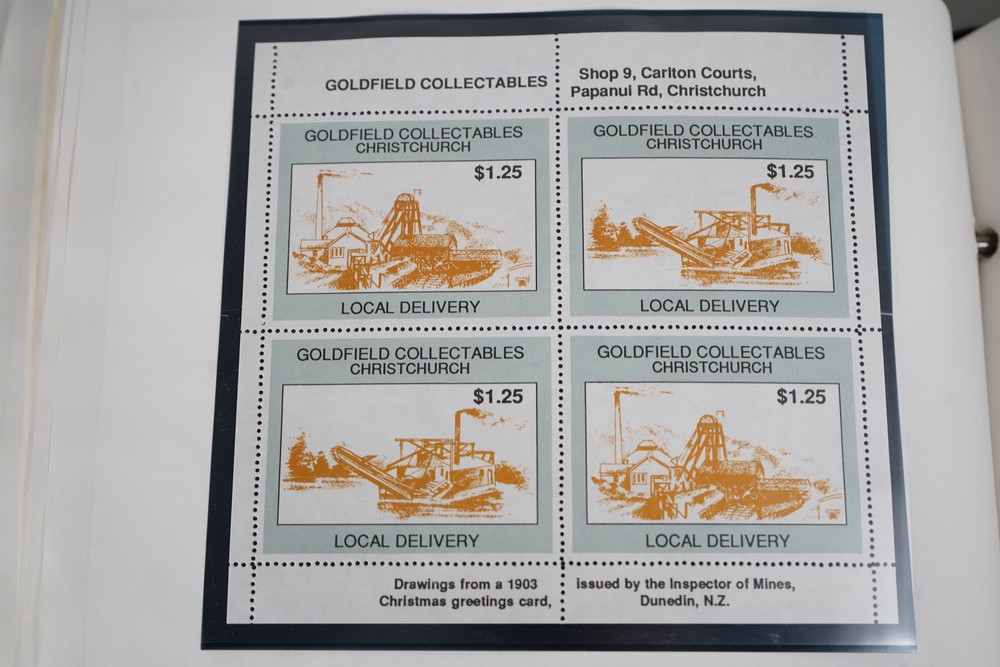 GOLDFIELD COLLECTABLES
Shop 9, Carlton Courts,
Papanui Rd, Christchurch
GOLDFIELD COLLECTABLES
CHRISTCHURCH
$1.25
LOCAL DELIVERY
GOLDFIELD COLLECTABLES
CHRISTCHURCH
$1.25
LOCAL DELIVERY
GOLDFIELD COLLECTABLES
CHRISTCHURCH
$1.25
LOCAL DELIVERY
GOLDFIELD COLLECTABLES
CHRISTCHURCH
$1.25
LOCAL DELIVERY
Drawings from a 1903
Christmas greetings card,
issued by the Inspector of Mines,
Dunedin, N.Z.